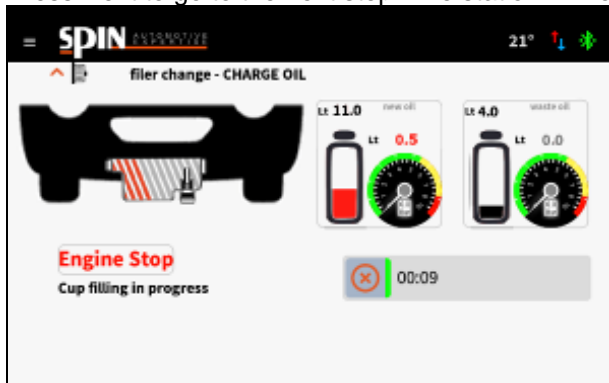 SPIN AUTOMOTIVE EXPERTISE 21°
filer change - CHARGE OIL
Lt 11.0 new oil Lt 4.0 waste oil
Lt 0.5 Lt 0.0
Engine Stop
Cup filling in progress
00:09